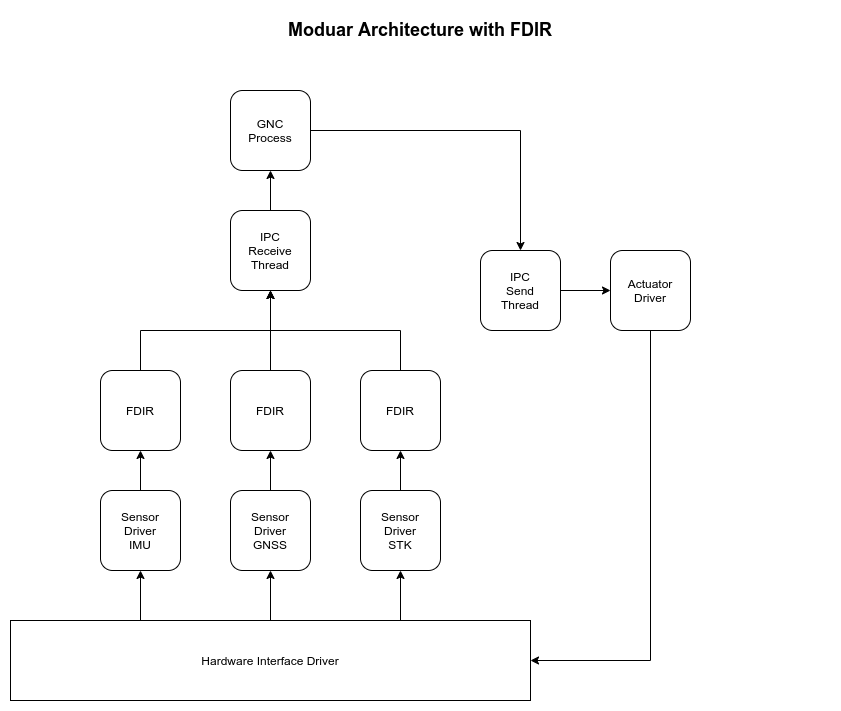 Moduar Architecture with FDIR
GNC
Process
IPC
Receive
Thread
IPC
Send
Thread
Actuator
Driver
FDIR
FDIR
FDIR
Sensor
Driver
IMU
Sensor
Driver
GNSS
Sensor
Driver
STK
Hardware Interface Driver